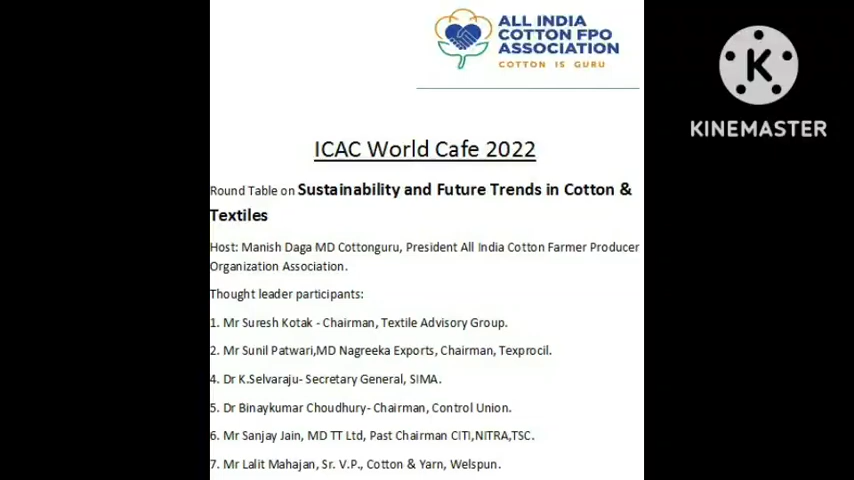 ALL INDIA
COTTON FPO
ASSOCIATION
COTTON IS GURU
K
KINEMASTER
ICAC World Cafe 2022
Round Table on Sustainability and Future Trends in Cotton &
Textiles
Host: Manish Daga MD Cottonguru, President All India Cotton Farmer Producer
Organization Association.
Thought leader participants:
1. Mr Suresh Kotak - Chairman, Textile Advisory Group.
2. Mr Sunil Patwari,MD Nagreeka Exports, Chairman, Texprocil.
4. Dr K.Selvaraju- Secretary General, SIMA.
5. Dr Binaykumar Choudhury- Chairman, Control Union.
6. Mr Sanjay Jain, MD TT Ltd, Past Chairman CITI,NITRA,TSC.
7. Mr Lalit Mahajan, Sr. V.P., Cotton & Yarn, Welspun.